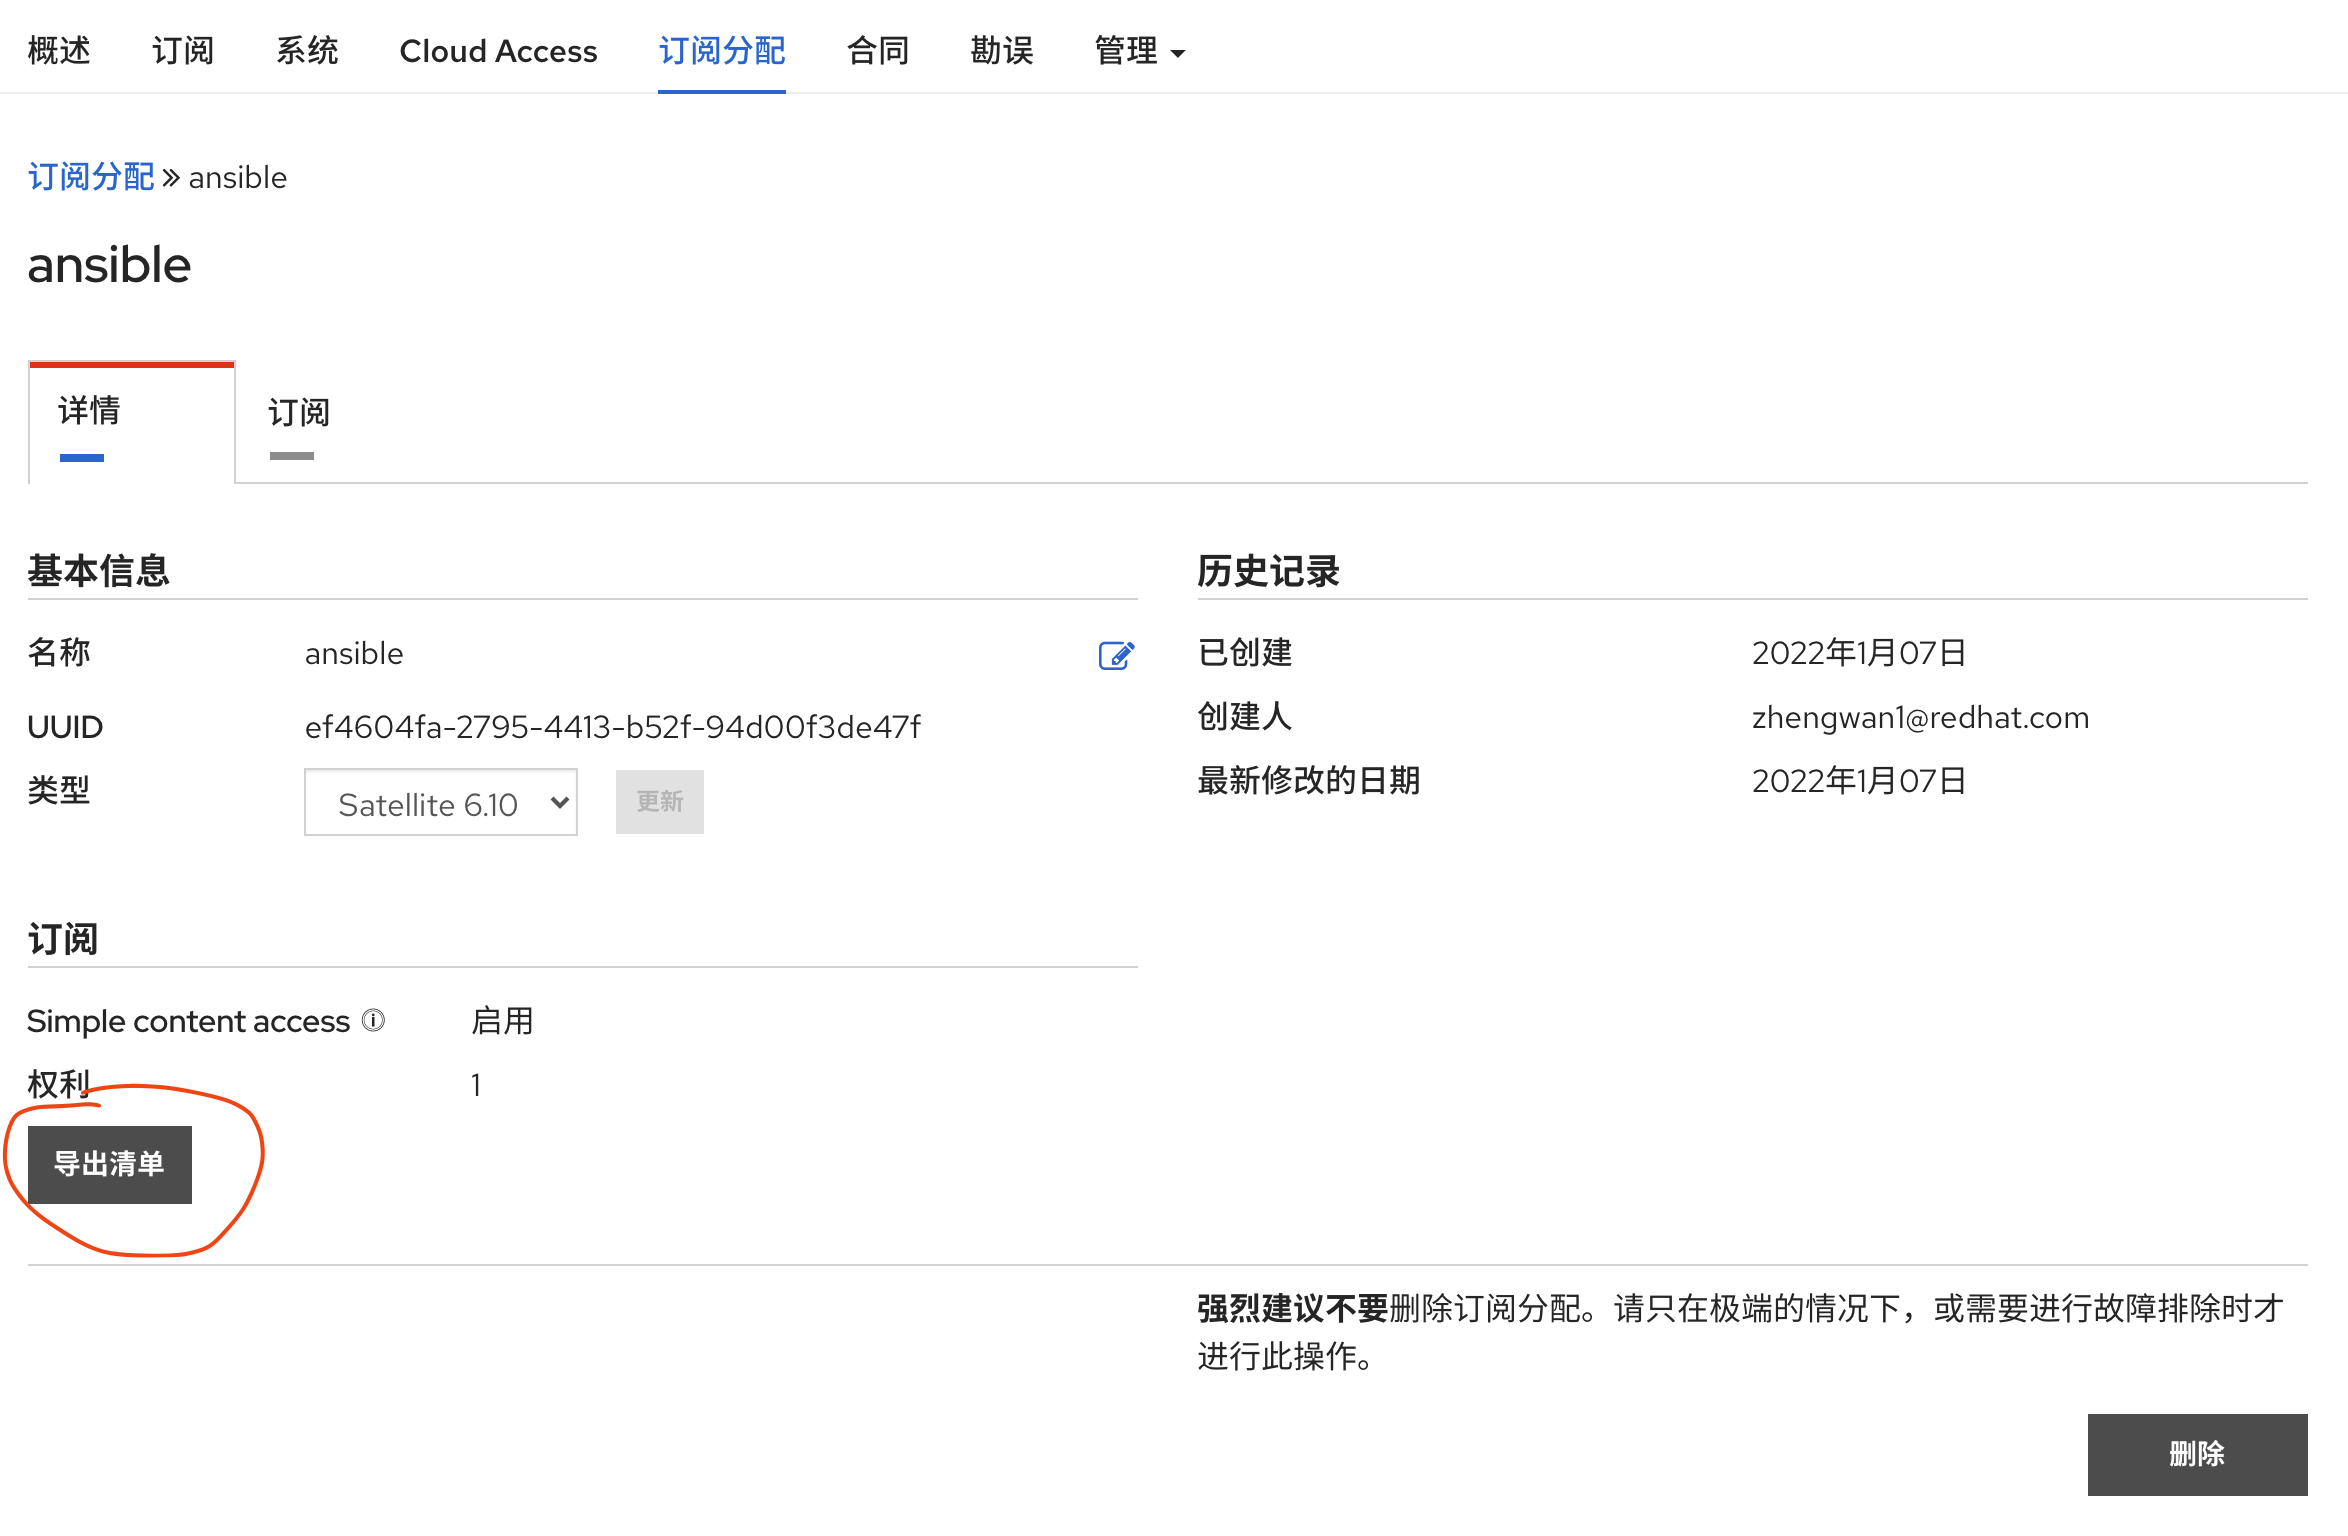 概述 订阅 系统 Cloud Access 订阅分配 合同 勘误 管理
订阅分配 » ansible
ansible
详情 订阅
基本信息
名称 ansible
UUID ef4604fa-2795-4413-b52f-94d00f3de47f
类型 Satellite 6.10 更新
历史记录
已创建 2022年1月07日
创建人 zhengwan1@redhat.com
最新修改的日期 2022年1月07日
订阅
Simple content access 启用
权利 1
导出清单
强烈建议不要删除订阅分配。请只在极端的情况下，或需要进行故障排除时才
进行此操作。
删除